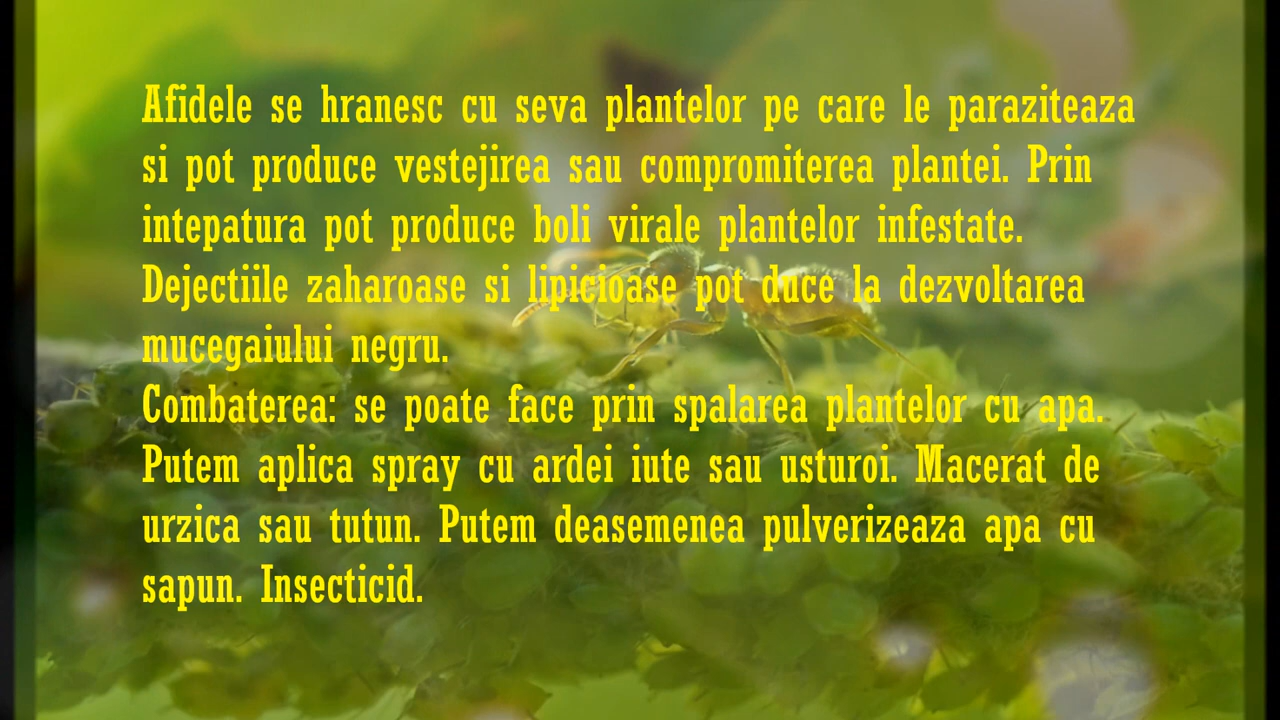 Afidele se hranesc cu seva plantelor pe care le paraziteaza
si pot produce vestejirea sau compromiterea plantei. Prin
intepatura pot produce boli virale plantelor infestate.
Dejectiile zaharoase si lipicioase pot duce la dezvoltarea
mucegaiului negru.
Combaterea: se poate face prin spalarea plantelor cu apa.
Putem aplica spray cu ardei iute sau usturoi. Macerat de
urzica sau tutun. Putem deasemenea pulverizeaza apa cu
sapun. Insecticid.